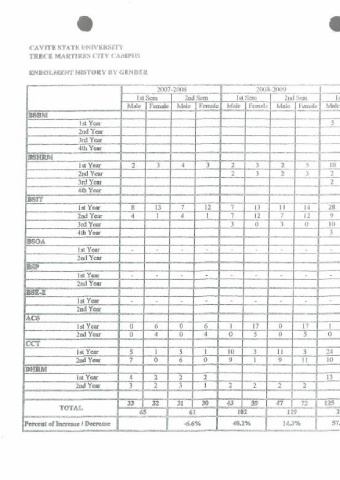 CAVITE STATE UNIVERSITY
TRECE MARTIRES CITY CAMPUS
ENROLMENT HISTORY BY GENDER
2007-2008 2008-2009
1st Sem 2nd Sem 1st Sem 2nd Sem 1
Male Female Male Female Male Female Male Female Male
BSBM
1st Year 5
2nd Year
3rd Year
4th Year
BSHRM
1st Year 2 3 4 3 2 3 2 5 10
2nd Year 2 3 2 3 2
3rd Year 2
4th Year
BSIT
1st Year 8 13 7 12 7 13 11 14 28
2nd Year 4 1 4 1 7 12 7 12 9
3rd Year 3 0 3 0 10
4th Year 3
BSOA
1st Year - - - - - - - -
2nd Year
BSP
1st Year - - - - - - - -
2nd Year
BSE-E
1st Year - - - - - - - -
2nd Year
ACS
1st Year 0 6 0 6 1 17 0 17 1
2nd Year 0 4 0 4 0 5 0 5 0
CCT
1st Year 5 1 5 1 10 3 11 3 24
2nd Year 7 0 6 0 9 1 9 11 10
DHRM
1st Year 4 2 2 2 13
2nd Year 3 2 3 1 2 2 2 2
33 32 31 30 43 59 47 72 125
TOTAL 65 61 102 119
Percent of Increase / Decrease -6.6% 40.2% 14.3% 57.